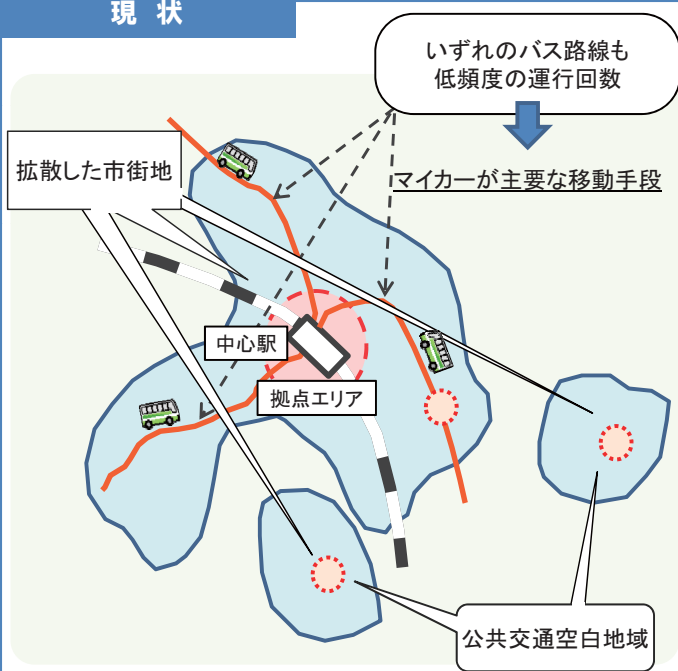 現状
いずれのバス路線も
低頻度の運行回数
マイカーが主要な移動手段
拡散した市街地
中心駅
拠点エリア
公共交通空白地域